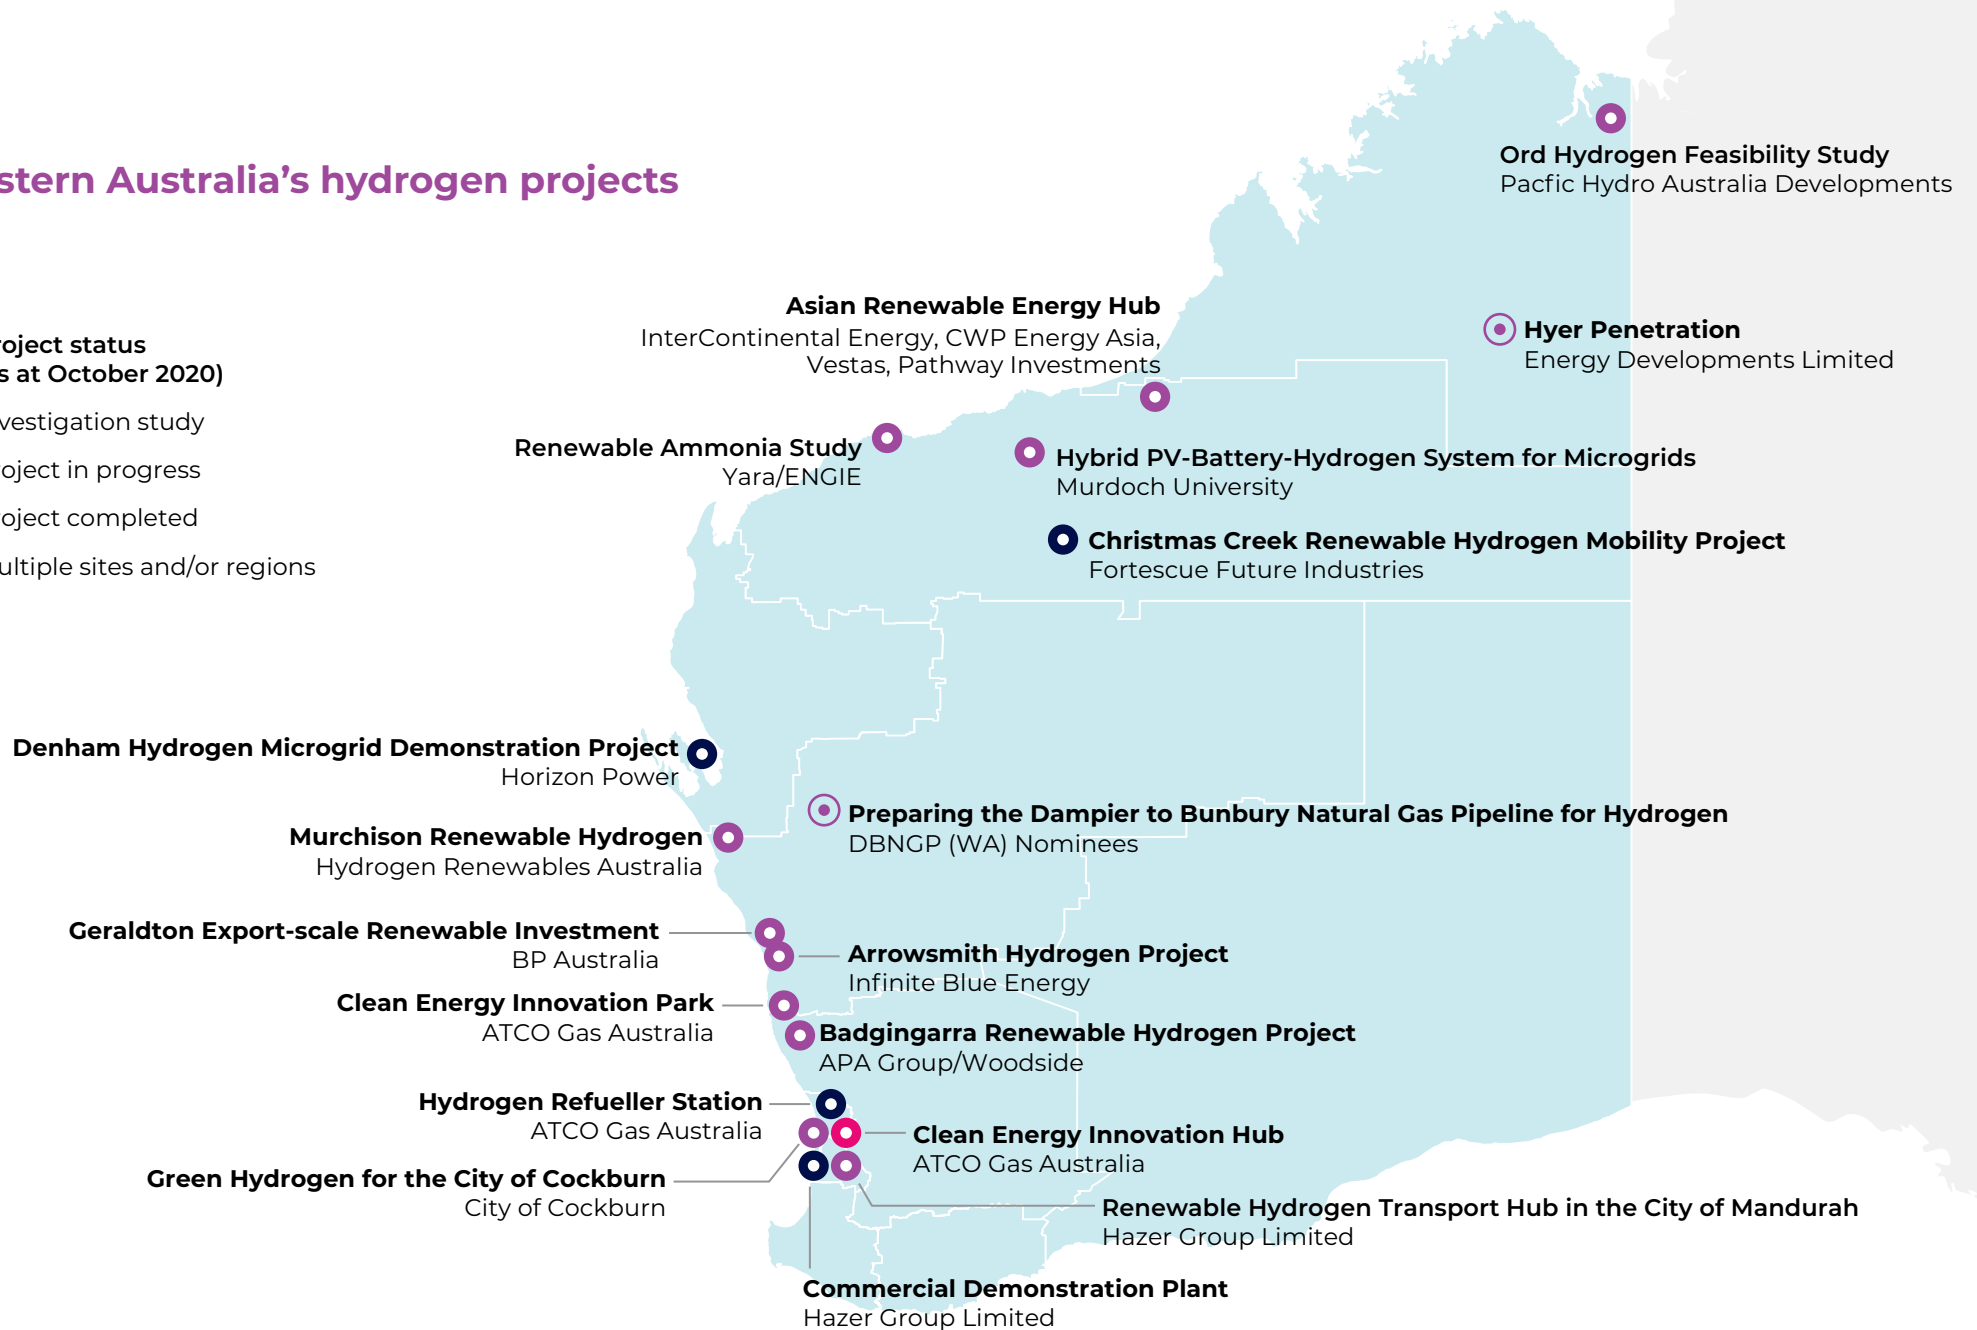 stern Australia's hydrogen projects
roject status
s at October 2020)
vestigation study
roject in progress
roject completed
ultiple sites and/or regions
Ord Hydrogen Feasibility Study
Pacfic Hydro Australia Developments
Asian Renewable Energy Hub
InterContinental Energy, CWP Energy Asia,
Vestas, Pathway Investments
Hyer Penetration
Energy Developments Limited
Renewable Ammonia Study
Yara/ENGIE
Hybrid PV-Battery-Hydrogen System for Microgrids
Murdoch University
Christmas Creek Renewable Hydrogen Mobility Project
Fortescue Future Industries
Denham Hydrogen Microgrid Demonstration Project
Horizon Power
Preparing the Dampier to Bunbury Natural Gas Pipeline for Hydrogen
DBNGP (WA) Nominees
Murchison Renewable Hydrogen
Hydrogen Renewables Australia
Geraldton Export-scale Renewable Investment
BP Australia
Arrowsmith Hydrogen Project
Infinite Blue Energy
Clean Energy Innovation Park
ATCO Gas Australia
Badgingarra Renewable Hydrogen Project
APA Group/Woodside
Hydrogen Refueller Station
ATCO Gas Australia
Clean Energy Innovation Hub
ATCO Gas Australia
Green Hydrogen for the City of Cockburn
City of Cockburn
Renewable Hydrogen Transport Hub in the City of Mandurah
Hazer Group Limited
Commercial Demonstration Plant
Hazer Group Limited